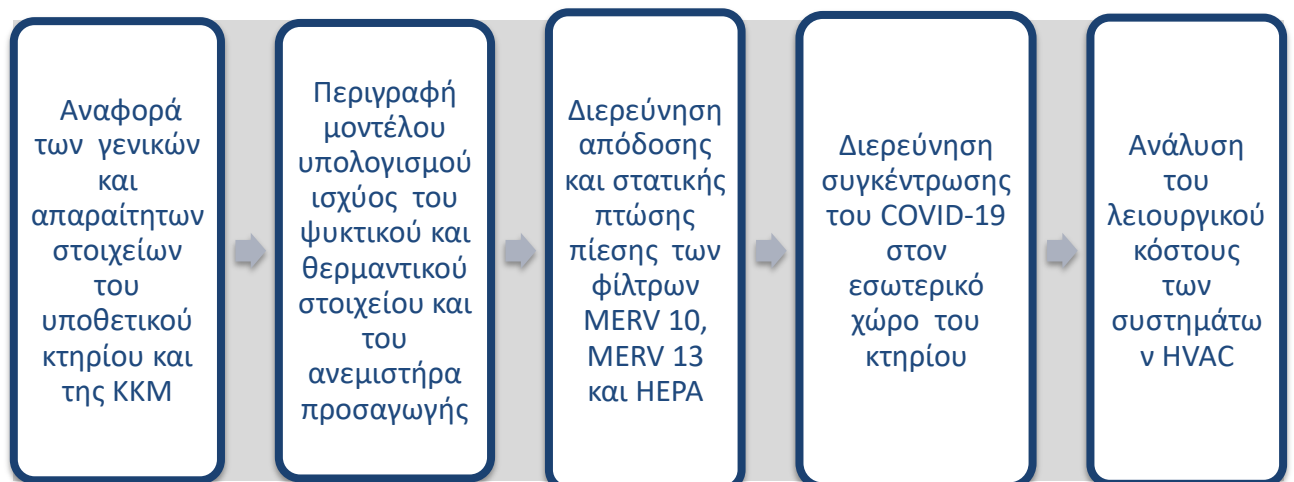 Αναφορά
των γενικών
και
απαραίτητων
στοιχείων
του
υποθετικού
κτηρίου και
της ΚΚΜ
Περιγραφή
μοντέλου
υπολογισμού
ισχύος του
ψυκτικού και
θερμαντικού
στοιχείου και
του
ανεμιστήρα
προσαγωγής
Διερεύνηση
απόδοσης
και στατικής
πτώσης
πίεσης των
φίλτρων
MERV 10,
MERV 13
και HEPA
Διερεύνηση
συγκέντρωσης
του COVID-19
στον
εσωτερικό
χώρο του
κτηρίου
Ανάλυση
του
λειουργικού
κόστους
των
συστημάτω
ν HVAC